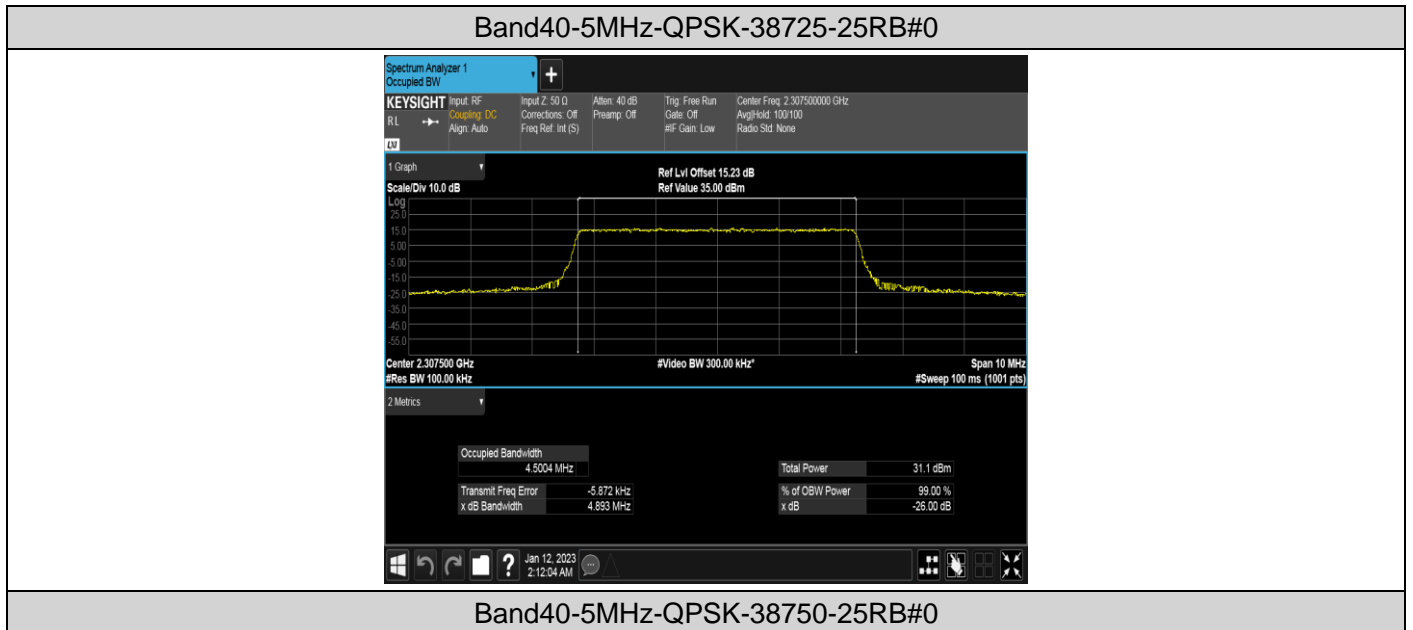 Band40-5MHz-QPSK-38725-25RB#0
Spectrum Analyzer 1
Occupied BW
+
KEYSIGHT Input: RF Input Z: 50 Ω Atten: 40 dB Trig: Free Run Center Freq: 2.307500000 GHz
RL Coupling: DC Corrections: Off Preamp: Off Gate: Off Avg|Hold: 100/100
Align: Auto Freq Ref: Int (S) #IF Gain: Low Radio Std: None
LXI
1 Graph Ref Lvl Offset 15.23 dB
Scale/Div 10.0 dB Ref Value 35.00 dBm
Log
25.0
15.0
5.00
-5.00
-15.0
-25.0
-35.0
-45.0
-55.0
Center 2.307500 GHz #Video BW 300.00 kHz* Span 10 MHz
#Res BW 100.00 kHz #Sweep 100 ms (1001 pts)
2 Metrics
Occupied Bandwidth
4.5004 MHz Total Power 31.1 dBm
Transmit Freq Error -5.872 kHz % of OBW Power 99.00 %
x dB Bandwidth 4.893 MHz x dB -26.00 dB
? Jan 12, 2023
2:12:04 AM
Band40-5MHz-QPSK-38750-25RB#0